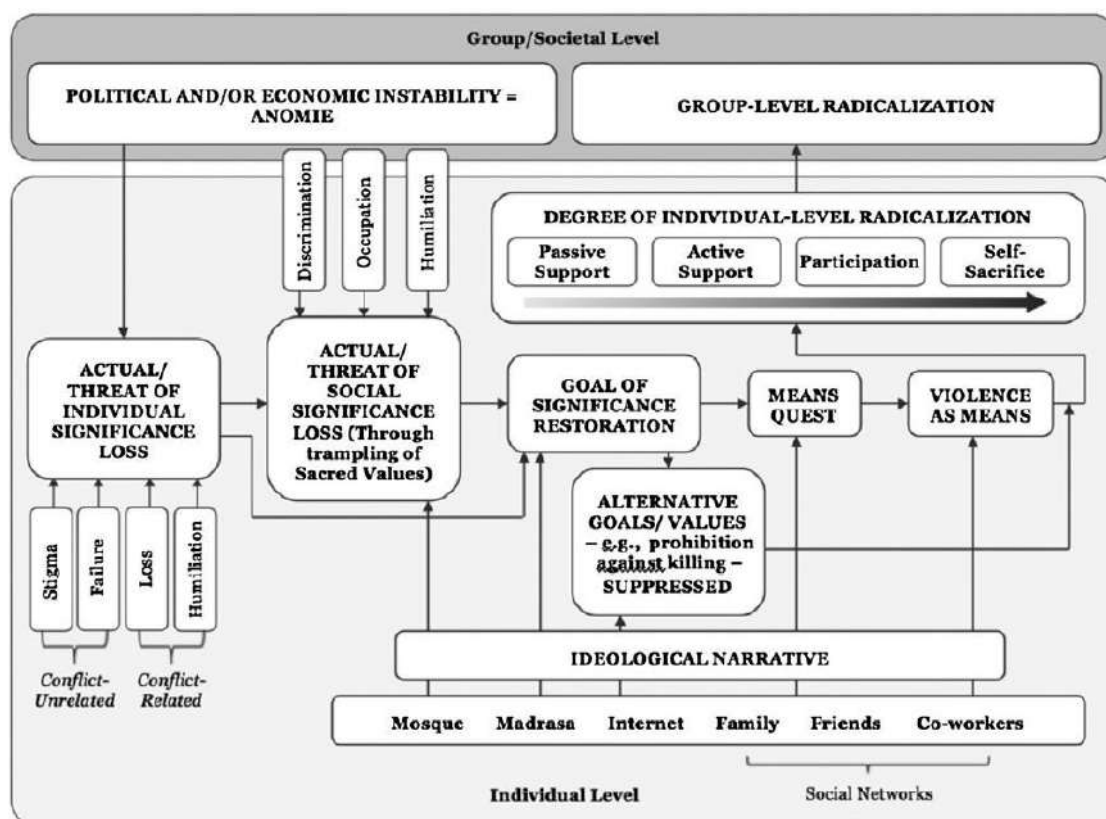 Group/Societal Level
POLITICAL AND/OR ECONOMIC INSTABILITY =
ANOMIE
GROUP-LEVEL RADICALIZATION
Discrimination
Occupation
Humiliation
DEGREE OF INDIVIDUAL-LEVEL RADICALIZATION
Passive
Support
Active
Support
Participation
Self-
Sacrifice
ACTUAL/
THREAT OF
INDIVIDUAL
SIGNIFICANCE
LOSS
ACTUAL/
THREAT OF
SOCIAL
SIGNIFICANCE
LOSS (Through
trampling of
Sacred Values)
GOAL OF
SIGNIFICANCE
RESTORATION
MEANS
QUEST
VIOLENCE
AS MEANS
ALTERNATIVE
GOALS/ VALUES
– e.g., prohibition
against killing –
SUPPRESSED
Stigma
Failure
Loss
Humiliation
Conflict-
Unrelated
Conflict-
Related
IDEOLOGICAL NARRATIVE
Mosque Madrasa Internet Family Friends Co-workers
Individual Level
Social Networks